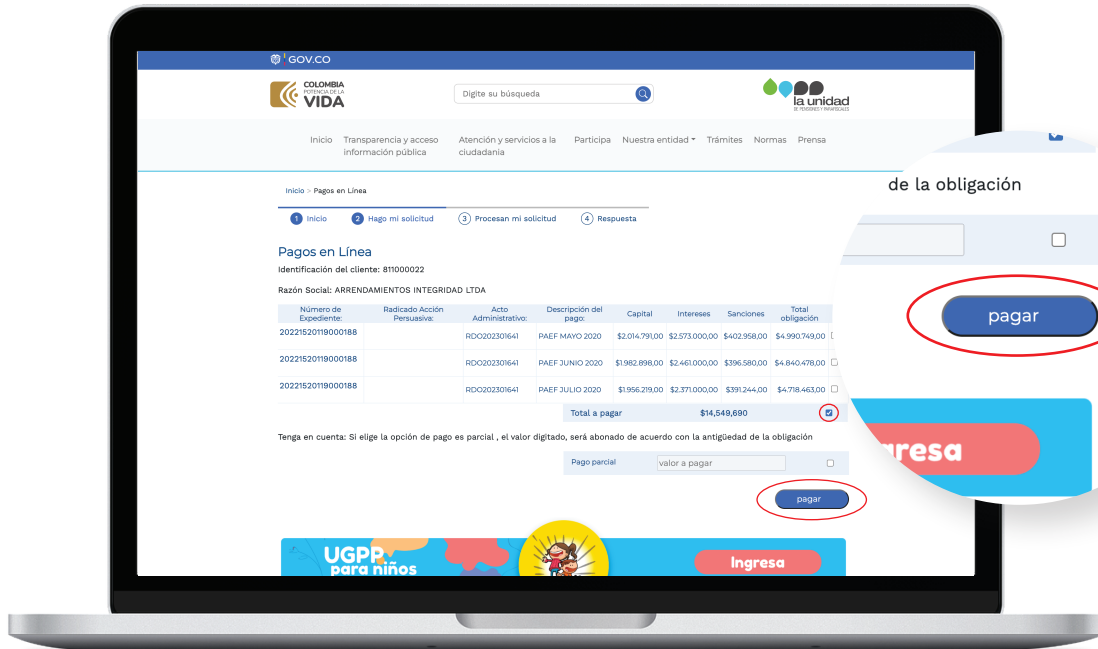 GOV.CO
COLOMBIA
POTENCIA DE LA
VIDA
Digite su búsqueda
la unidad
DE PENSIONES Y PARAFISCALES
Inicio Transparencia y acceso información pública Atención y servicios a la ciudadania Participa Nuestra entidad Trámites Normas Prensa
Inicio > Pagos en Línea
1 Inicio 2 Hago mi solicitud 3 Procesan mi solicitud 4 Respuesta
Pagos en Línea
Identificación del cliente: 811000022
Razón Social: ARRENDAMIENTOS INTEGRIDAD LTDA
Número de Expediente: Radicado Acción Persuasiva: Acto Administrativo: Descripción del pago: Capital Intereses Sanciones Total obligación
20221520119000188 RDO202301641 PAEF MAYO 2020 $2.014.791,00 $2.573.000,00 $402.958,00 $4.990.749,00
20221520119000188 RDO202301641 PAEF JUNIO 2020 $1.982.898,00 $2.461.000,00 $396.580,00 $4.840.478,00
20221520119000188 RDO202301641 PAEF JULIO 2020 $1.956.219,00 $2.371.000,00 $391.244,00 $4.718.463,00
Total a pagar $14,549,690
Tenga en cuenta: Si elige la opción de pago es parcial , el valor digitado, será abonado de acuerdo con la antigüedad de la obligación
Pago parcial valor a pagar
pagar
UGPP
para niños
Ingresa
de la obligación
pagar
gresa